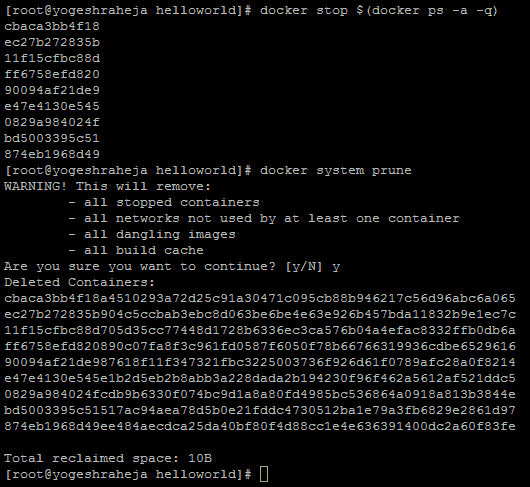 [root@yogeshraheja helloworld]# docker stop $(docker ps -a -q)
cbaca3bb4f18
ec27b272835b
11f15cfbc88d
ff6758efd820
90094af21de9
e47e4130e545
0829a984024f
bd5003395c51
874eb1968d49
[root@yogeshraheja helloworld]# docker system prune
WARNING! This will remove:
        - all stopped containers
        - all networks not used by at least one container
        - all dangling images
        - all build cache
Are you sure you want to continue? [y/N] y
Deleted Containers:
cbaca3bb4f18a4510293a72d25c91a30471c095cb88b946217c56d96abc6a065
ec27b272835b904c5ccbab3ebc8d063be6be4e63e926b457bda11832b9e1ec7c
11f15cfbc88d705d35cc77448d1728b6336ec3ca576b04a4efac8332ffb0db6a
ff6758efd820890c07fa8f3c961fd0587f6050f78b66766319936cdbe6529616
90094af21de987618f11f347321fbc3225003736f926d61f0789afc28a0f8214
e47e4130e545e1b2d5eb2b8abb3a228dada2b194230f96f462a5612af521ddc5
0829a984024fcdb9b6330f074bc9d1a8a80fd4985bc536864a0918a813b3844e
bd5003395c51517ac94aea78d5b0e21fddc4730512ba1e79a3fb6829e2861d97
874eb1968d49ee484aecdca25da40bf80f4d88cc1e4e636391400dc2a60f83fe
Total reclaimed space: 10B
[root@yogeshraheja helloworld]#